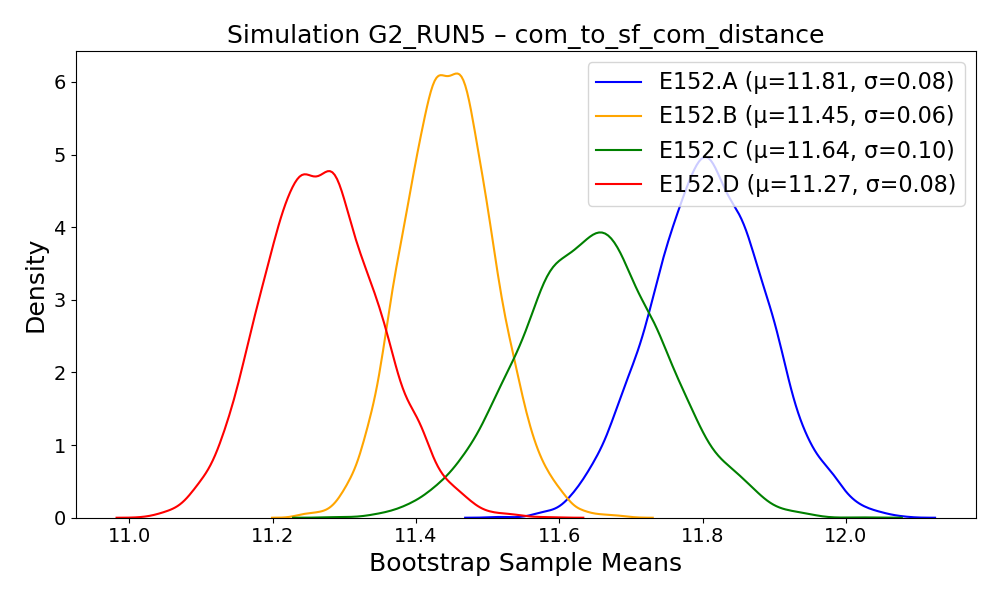 Simulation G2_RUN5 – com_to_sf_com_distance
E152.A (μ=11.81, σ=0.08)
E152.B (μ=11.45, σ=0.06)
E152.C (μ=11.64, σ=0.10)
E152.D (μ=11.27, σ=0.08)
Density
6
5
4
3
2
1
0
11.0 11.2 11.4 11.6 11.8 12.0
Bootstrap Sample Means